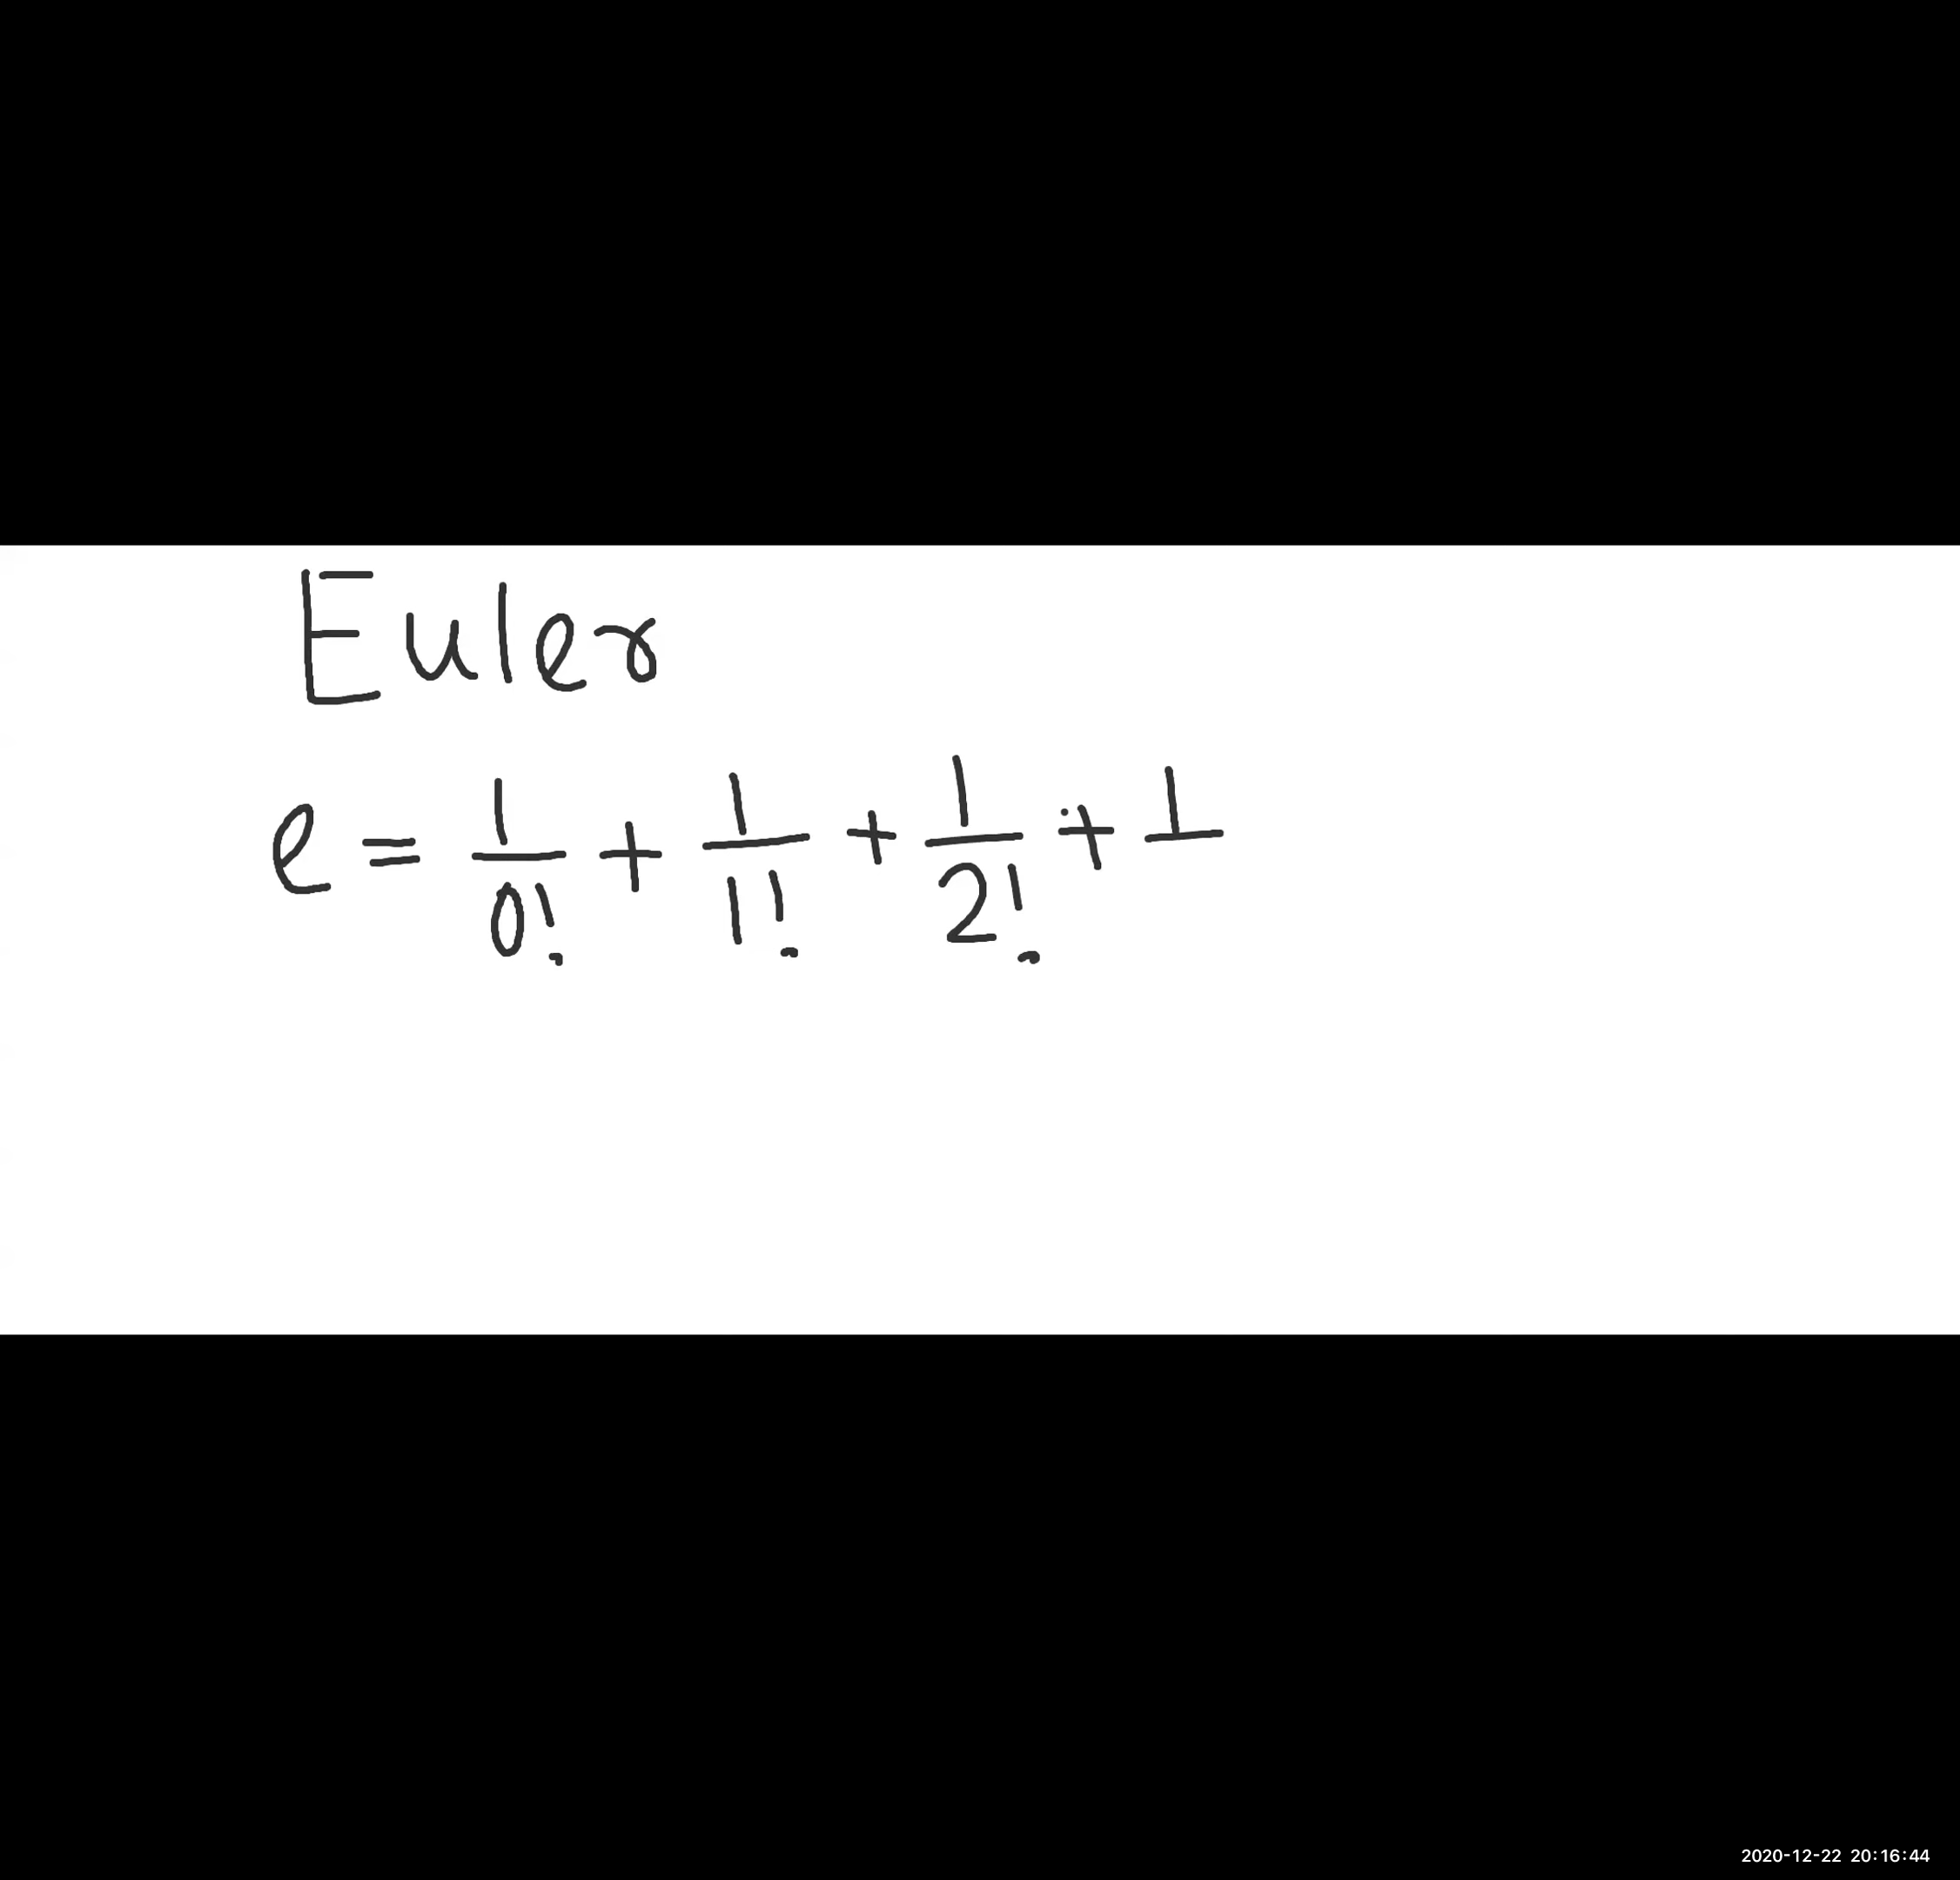 Euler
e = 1/0! + 1/1! + 1/2! + 1/
2020-12-22 20:16:44